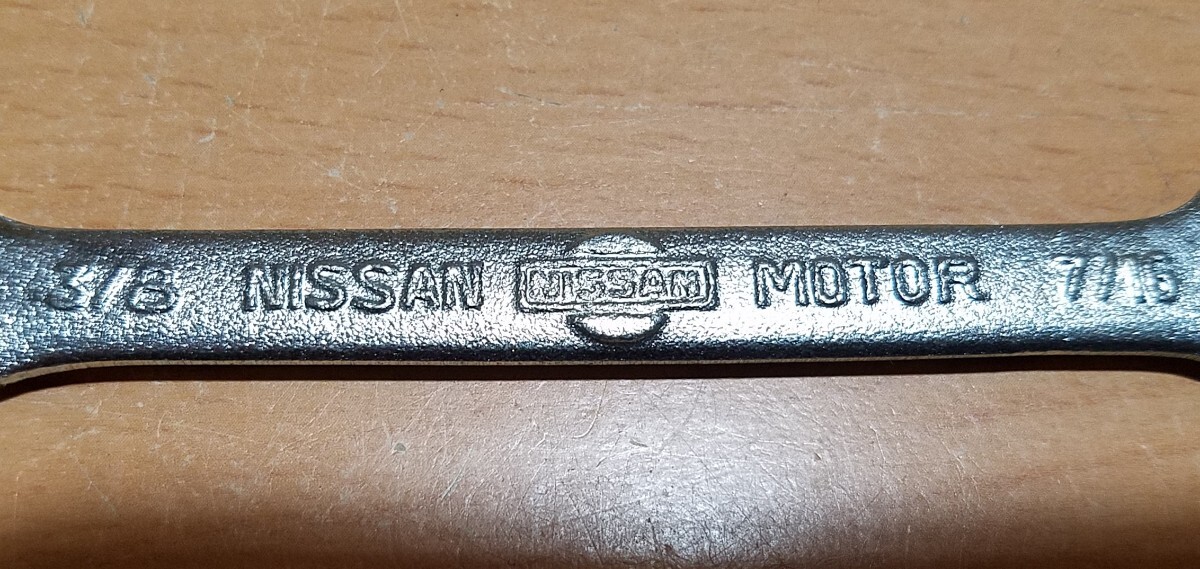 3/8 NISSAN NISSAN MOTOR 7/16